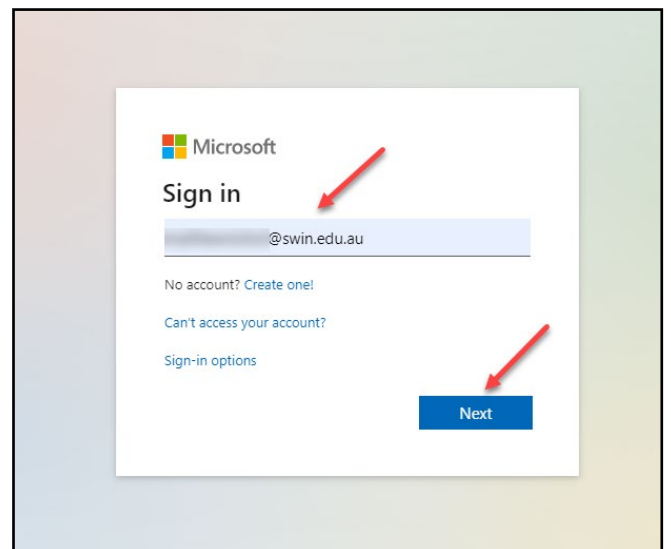 Microsoft
Sign in
@swin.edu.au
No account? Create one!
Can't access your account?
Sign-in options
Next